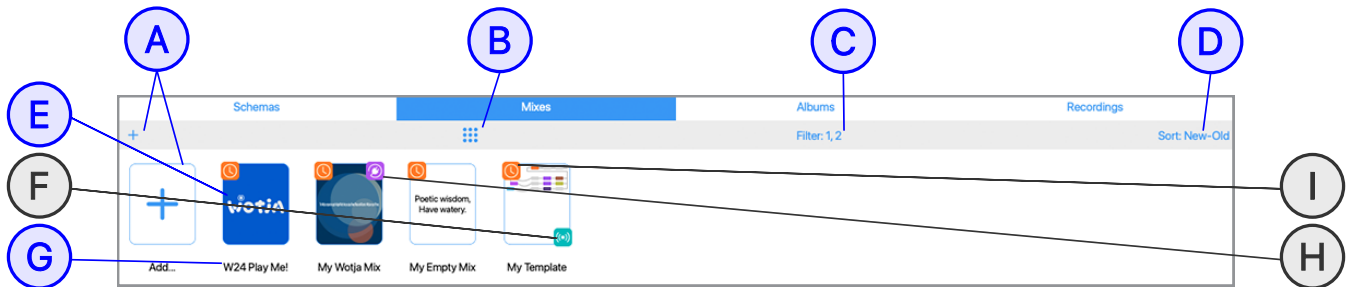 A
B
C
D
E
Schemas
Mixes
Albums
Recordings
+
Filter: 1, 2
Sort: New-Old
F
I
wotja
Poetic wisdom,
Have watery.
G
H
Add...
W24 Play Me!
My Wotja Mix
My Empty Mix
My Template